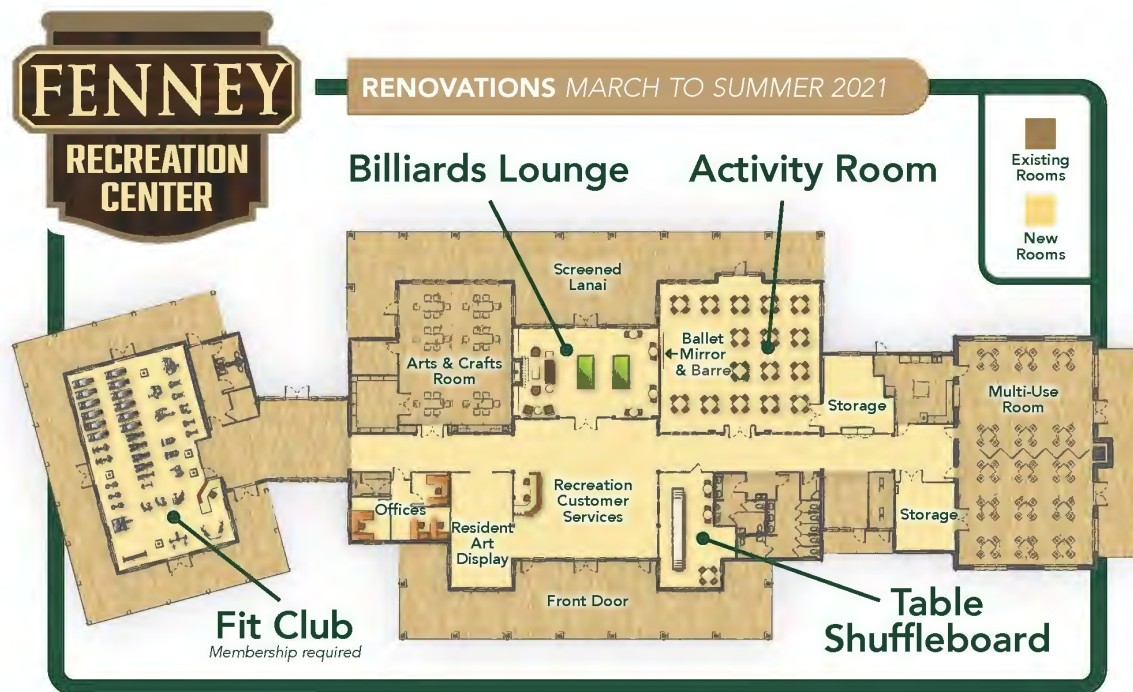 FENNEY
RECREATION
CENTER
RENOVATIONS MARCH TO SUMMER 2021
Existing
Rooms
New
Rooms
Billiards Lounge
Activity Room
Screened
Lanai
Arts & Crafts
Room
Ballet
Mirror
& Barre
Storage
Multi-Use
Room
Offices
Resident
Art
Display
Recreation
Customer
Services
Storage
Front Door
Fit Club
Membership required
Table
Shuffleboard